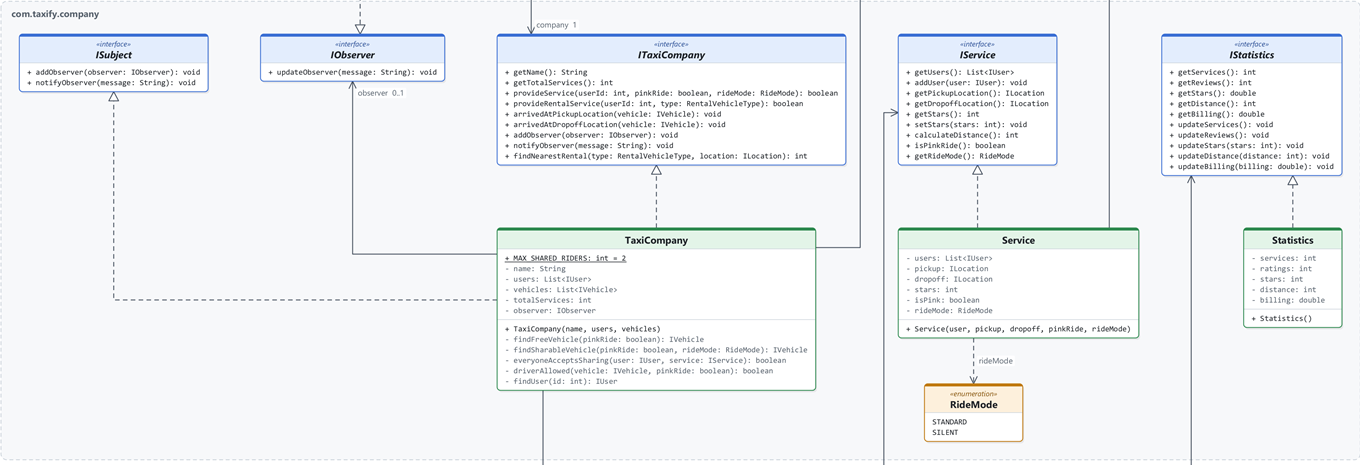 com.taxify.company
company 1
«interface»
ISubject
+ addObserver(observer: IObserver): void
+ notifyObserver(message: String): void
«interface»
IObserver
+ updateObserver(message: String): void
observer 0..1
«interface»
ITaxiCompany
+ getName(): String
+ getTotalServices(): int
+ provideService(userId: int, pinkRide: boolean, rideMode: RideMode): boolean
+ provideRentalService(userId: int, type: RentalVehicleType): boolean
+ arrivedAtPickupLocation(vehicle: IVehicle): void
+ arrivedAtDropoffLocation(vehicle: IVehicle): void
+ addObserver(observer: IObserver): void
+ notifyObserver(message: String): void
+ findNearestRental(type: RentalVehicleType, location: ILocation): int
«interface»
IService
+ getUsers(): List<IUser>
+ addUser(user: IUser): void
+ getPickupLocation(): ILocation
+ getDropoffLocation(): ILocation
+ getStars(): int
+ setStars(stars: int): void
+ calculateDistance(): int
+ isPinkRide(): boolean
+ getRideMode(): RideMode
«interface»
IStatistics
+ getServices(): int
+ getReviews(): int
+ getStars(): double
+ getDistance(): int
+ getBilling(): double
+ updateServices(): void
+ updateReviews(): void
+ updateStars(stars: int): void
+ updateDistance(distance: int): void
+ updateBilling(billing: double): void
TaxiCompany
+ MAX_SHARED_RIDERS: int = 2
- name: String
- users: List<IUser>
- vehicles: List<IVehicle>
- totalServices: int
- observer: IObserver
+ TaxiCompany(name, users, vehicles)
- findFreeVehicle(pinkRide: boolean): IVehicle
- findSharableVehicle(pinkRide: boolean, rideMode: RideMode): IVehicle
- everyoneAcceptsSharing(user: IUser, service: IService): boolean
- driverAllowed(vehicle: IVehicle, pinkRide: boolean): boolean
- findUser(id: int): IUser
Service
- users: List<IUser>
- pickup: ILocation
- dropoff: ILocation
- stars: int
- isPink: boolean
- rideMode: RideMode
+ Service(user, pickup, dropoff, pinkRide, rideMode)
Statistics
- services: int
- ratings: int
- stars: int
- distance: int
- billing: double
+ Statistics()
rideMode
«enumeration»
RideMode
STANDARD
SILENT